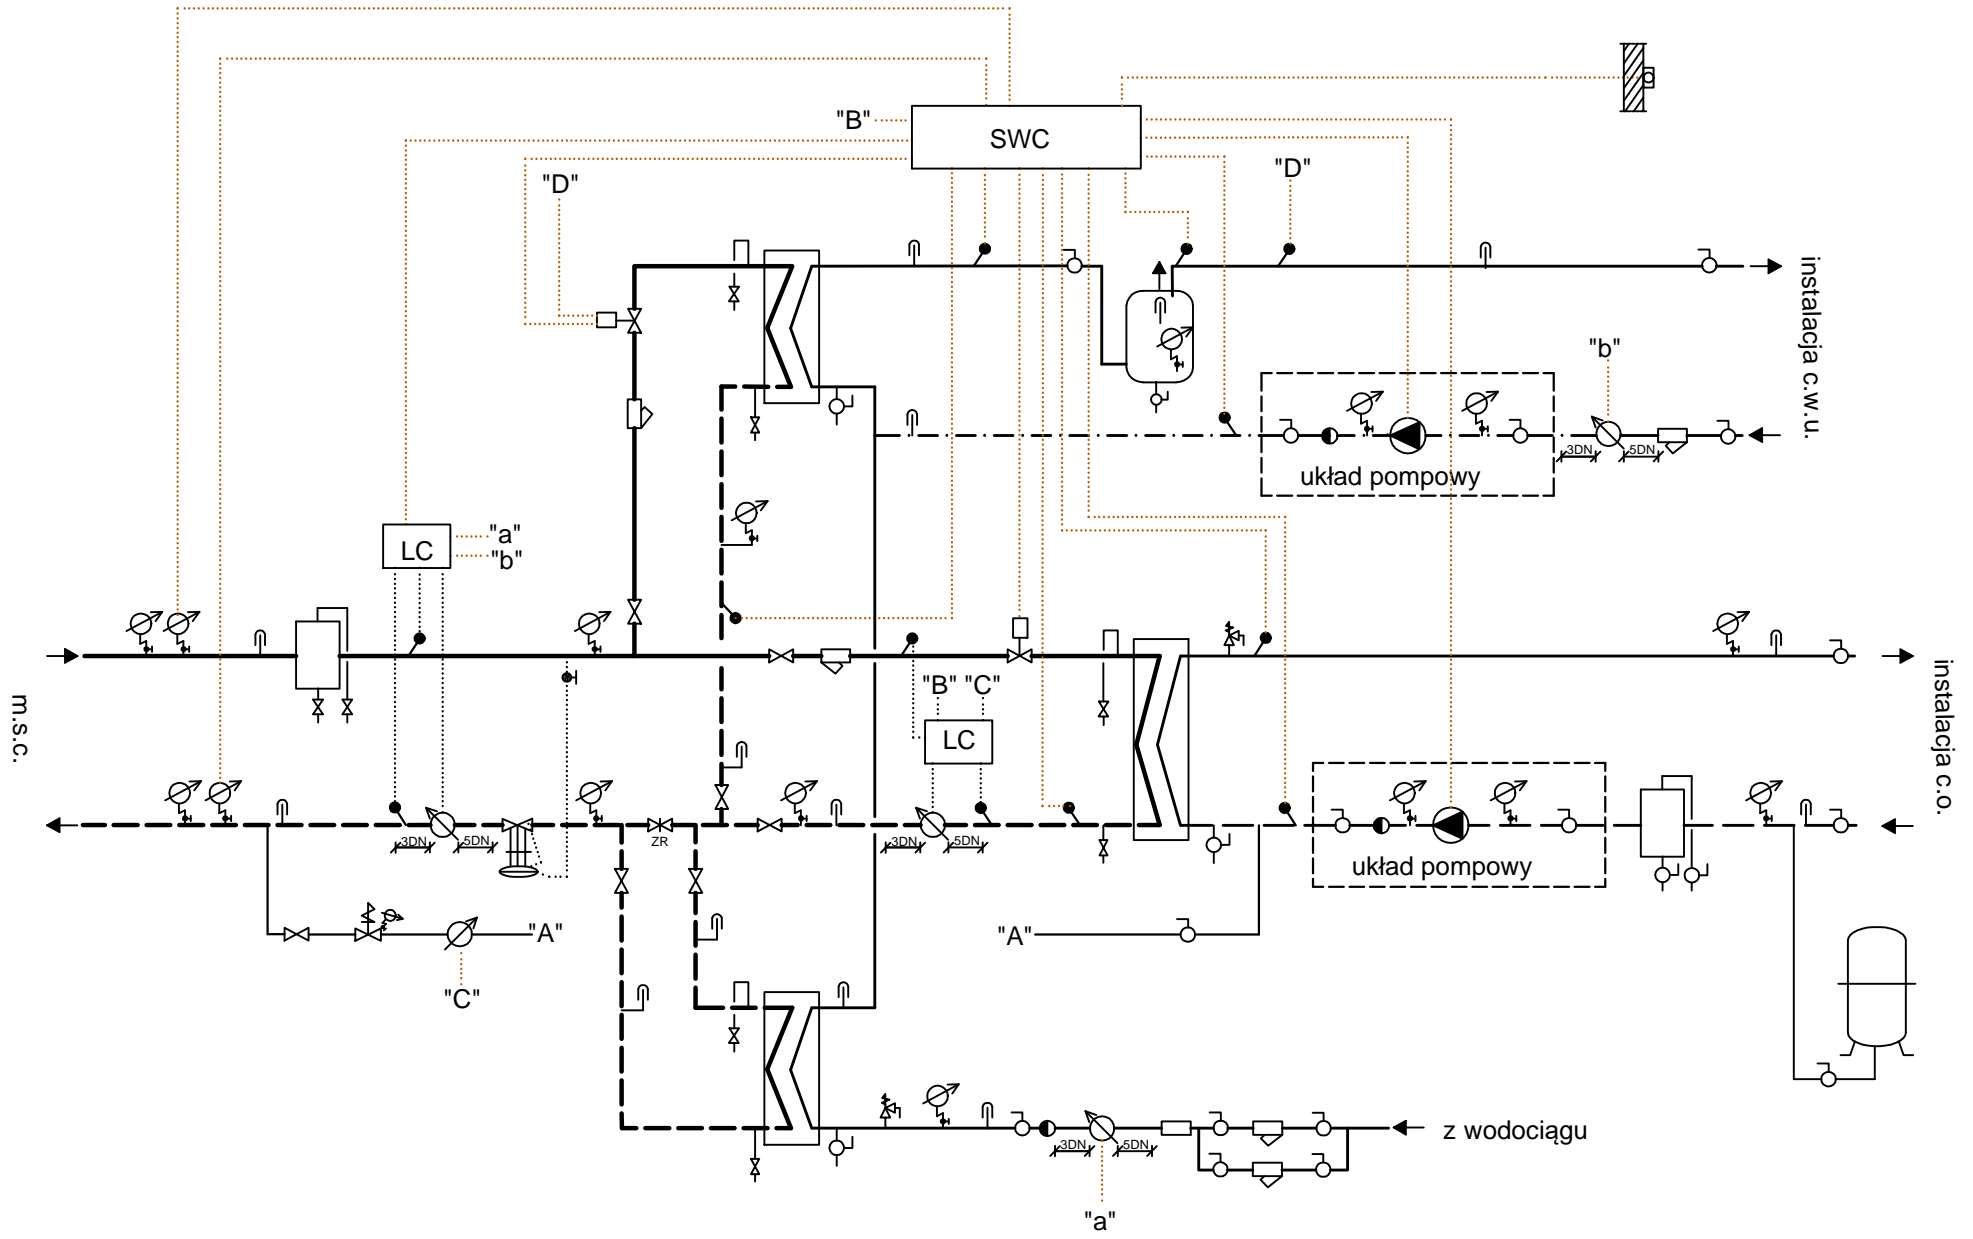 "B"
SWC
"D"
"D"
instalacja c.w.u.
"b"
3DN
5DN
układ pompowy
LC
"a"
"b"
m.s.c.
"B"
"C"
LC
instalacja c.o.
3DN
5DN
ZR
3DN
5DN
układ pompowy
"A"
"A"
"C"
3DN
5DN
z wodociągu
"a"